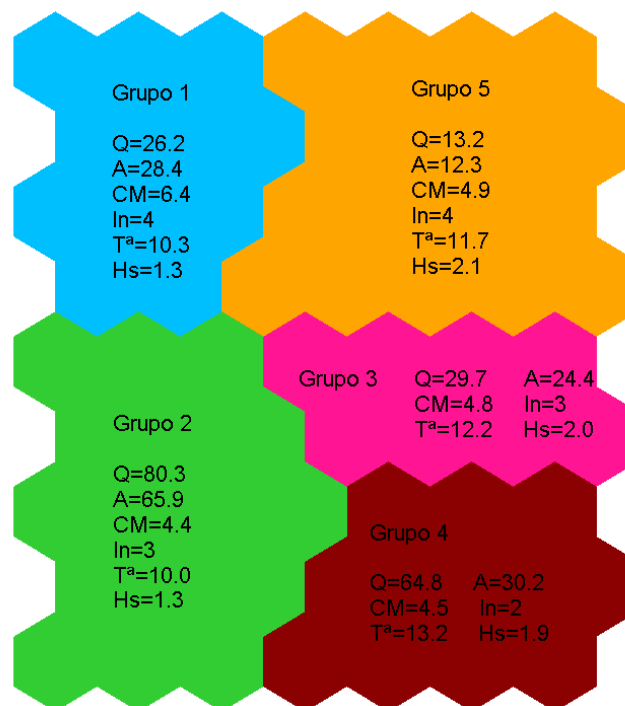 Grupo 1
Q=26.2
A=28.4
CM=6.4
In=4
Tª=10.3
Hs=1.3
Grupo 5
Q=13.2
A=12.3
CM=4.9
In=4
Tª=11.7
Hs=2.1
Grupo 3 Q=29.7 A=24.4
CM=4.8 In=3
Tª=12.2 Hs=2.0
Grupo 2
Q=80.3
A=65.9
CM=4.4
In=3
Tª=10.0
Hs=1.3
Grupo 4
Q=64.8 A=30.2
CM=4.5 In=2
Tª=13.2 Hs=1.9